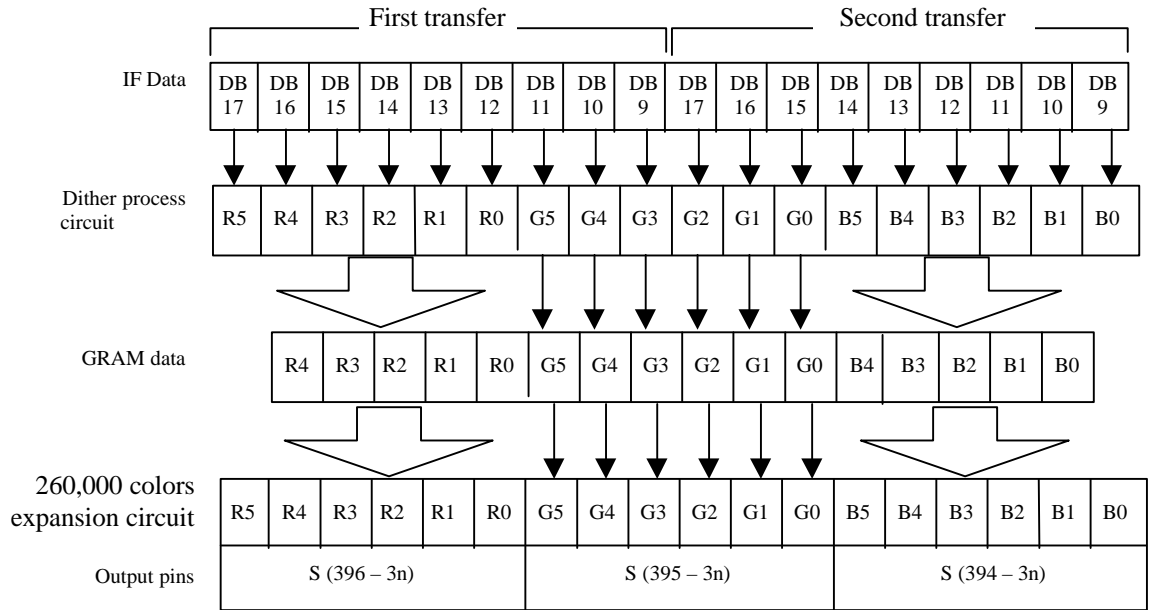 First transfer Second transfer
IF Data DB 17 DB 16 DB 15 DB 14 DB 13 DB 12 DB 11 DB 10 DB 9 DB 17 DB 16 DB 15 DB 14 DB 13 DB 12 DB 11 DB 10 DB 9
Dither process
circuit
R5 R4 R3 R2 R1 R0 G5 G4 G3 G2 G1 G0 B5 B4 B3 B2 B1 B0
GRAM data R4 R3 R2 R1 R0 G5 G4 G3 G2 G1 G0 B4 B3 B2 B1 B0
260,000 colors
expansion circuit
R5 R4 R3 R2 R1 R0 G5 G4 G3 G2 G1 G0 B5 B4 B3 B2 B1 B0
Output pins S (396 – 3n) S (395 – 3n) S (394 – 3n)